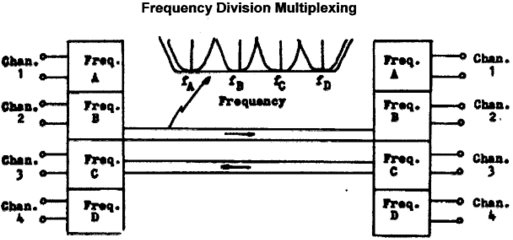 Frequency Division Multiplexing
Chan. 1
Freq. A
Chan. 2
Freq. B
Chan. 3
Freq. C
Chan. 4
Freq. D
fA fB fC fD
Frequency
Freq. A
Chan. 1
Freq. B
Chan. 2
Freq. C
Chan. 3
Freq. D
Chan. 4